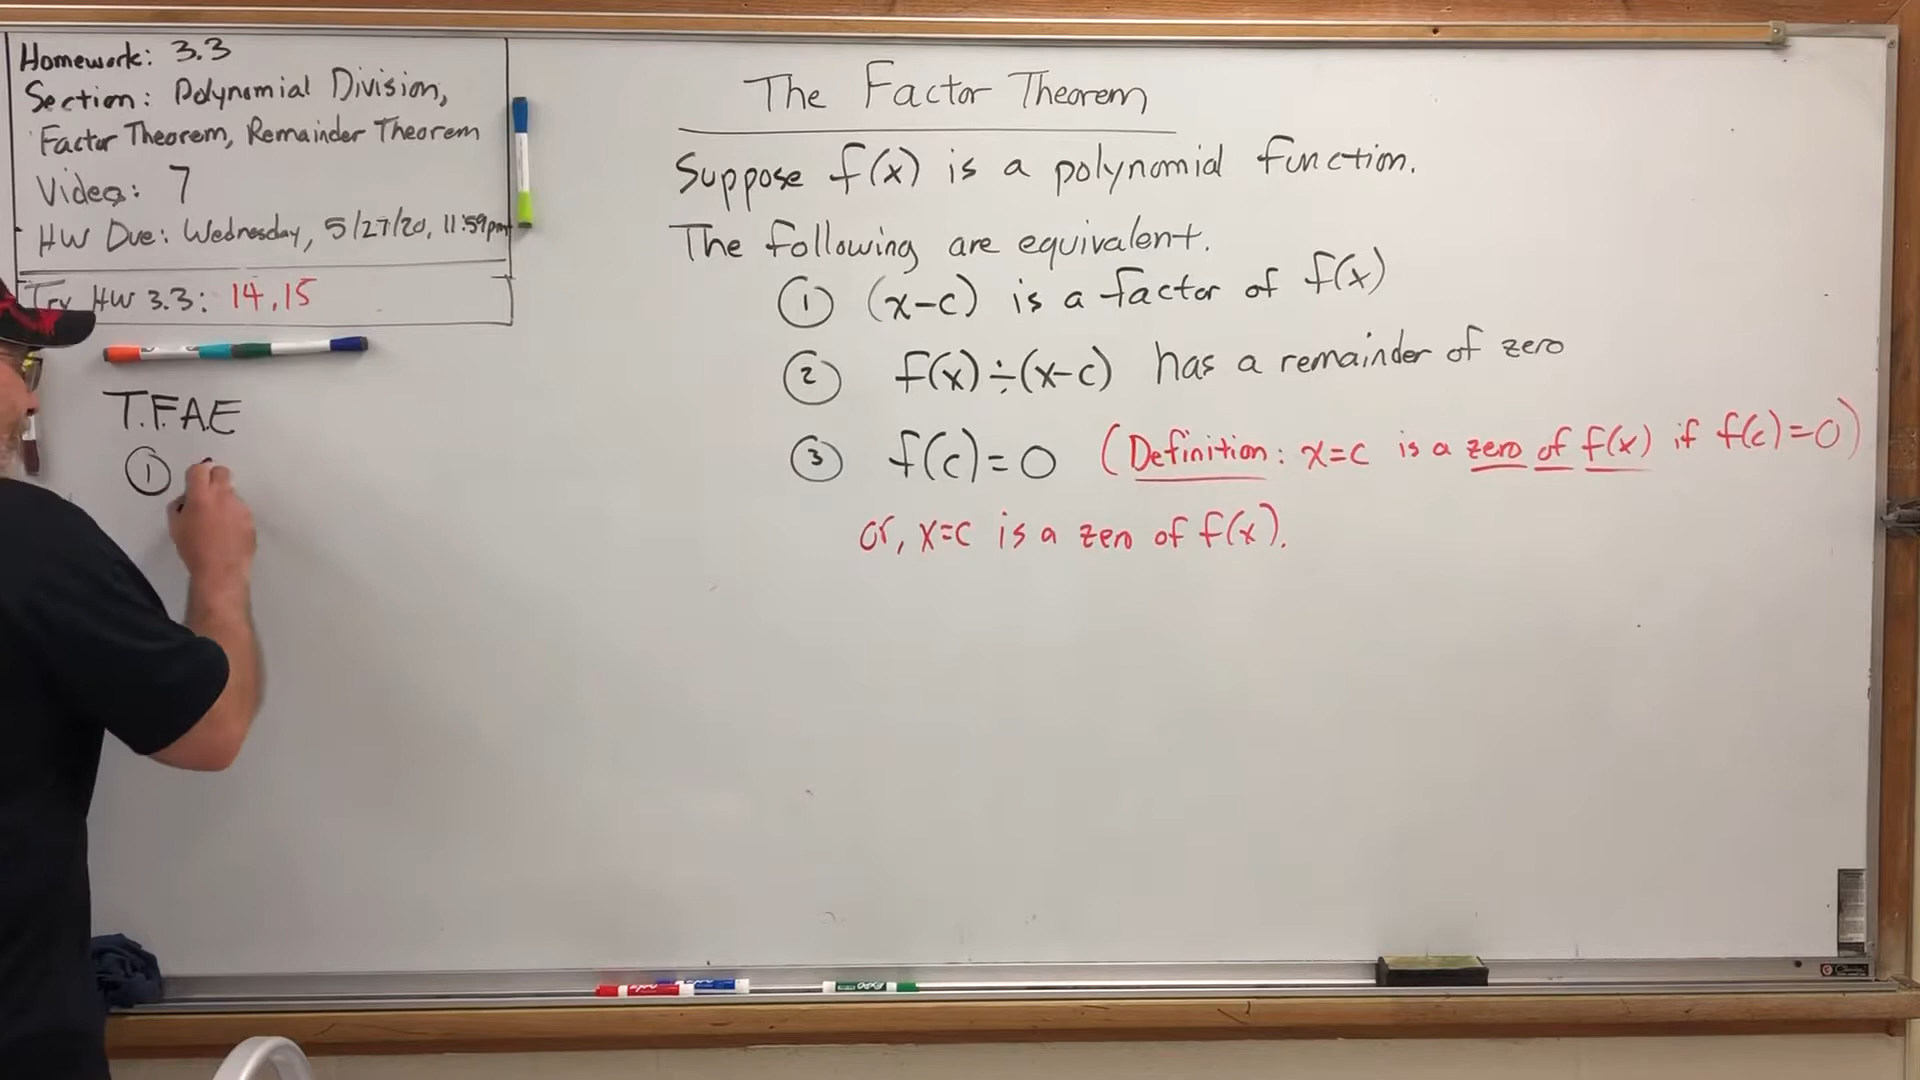 Homework: 3.3
Section: Polynomial Division,
Factor Theorem, Remainder Theorem
Video: 7
HW Due: Wednesday, 5/27/20, 11:59pm
Try HW 3.3: 14,15
T.F.A.E
①
The Factor Theorem
Suppose f(x) is a polynomial function.
The following are equivalent.
① (x-c) is a factor of f(x)
② f(x)÷(x-c) has a remainder of zero
③ f(c)=0 (Definition: x=c is a zero of f(x) if f(c)=0)
or, x=c is a zero of f(x).